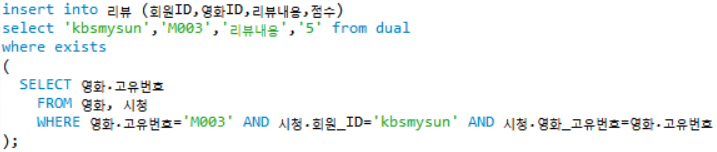 insert into 리뷰 (회원ID,영화ID,리뷰내용,점수)
select 'kbsmysun','M003','리뷰내용','5' from dual
where exists
(
SELECT 영화.고유번호
FROM 영화, 시청
WHERE 영화.고유번호='M003' AND 시청.회원_ID='kbsmysun' AND 시청.영화_고유번호=영화.고유번호
);